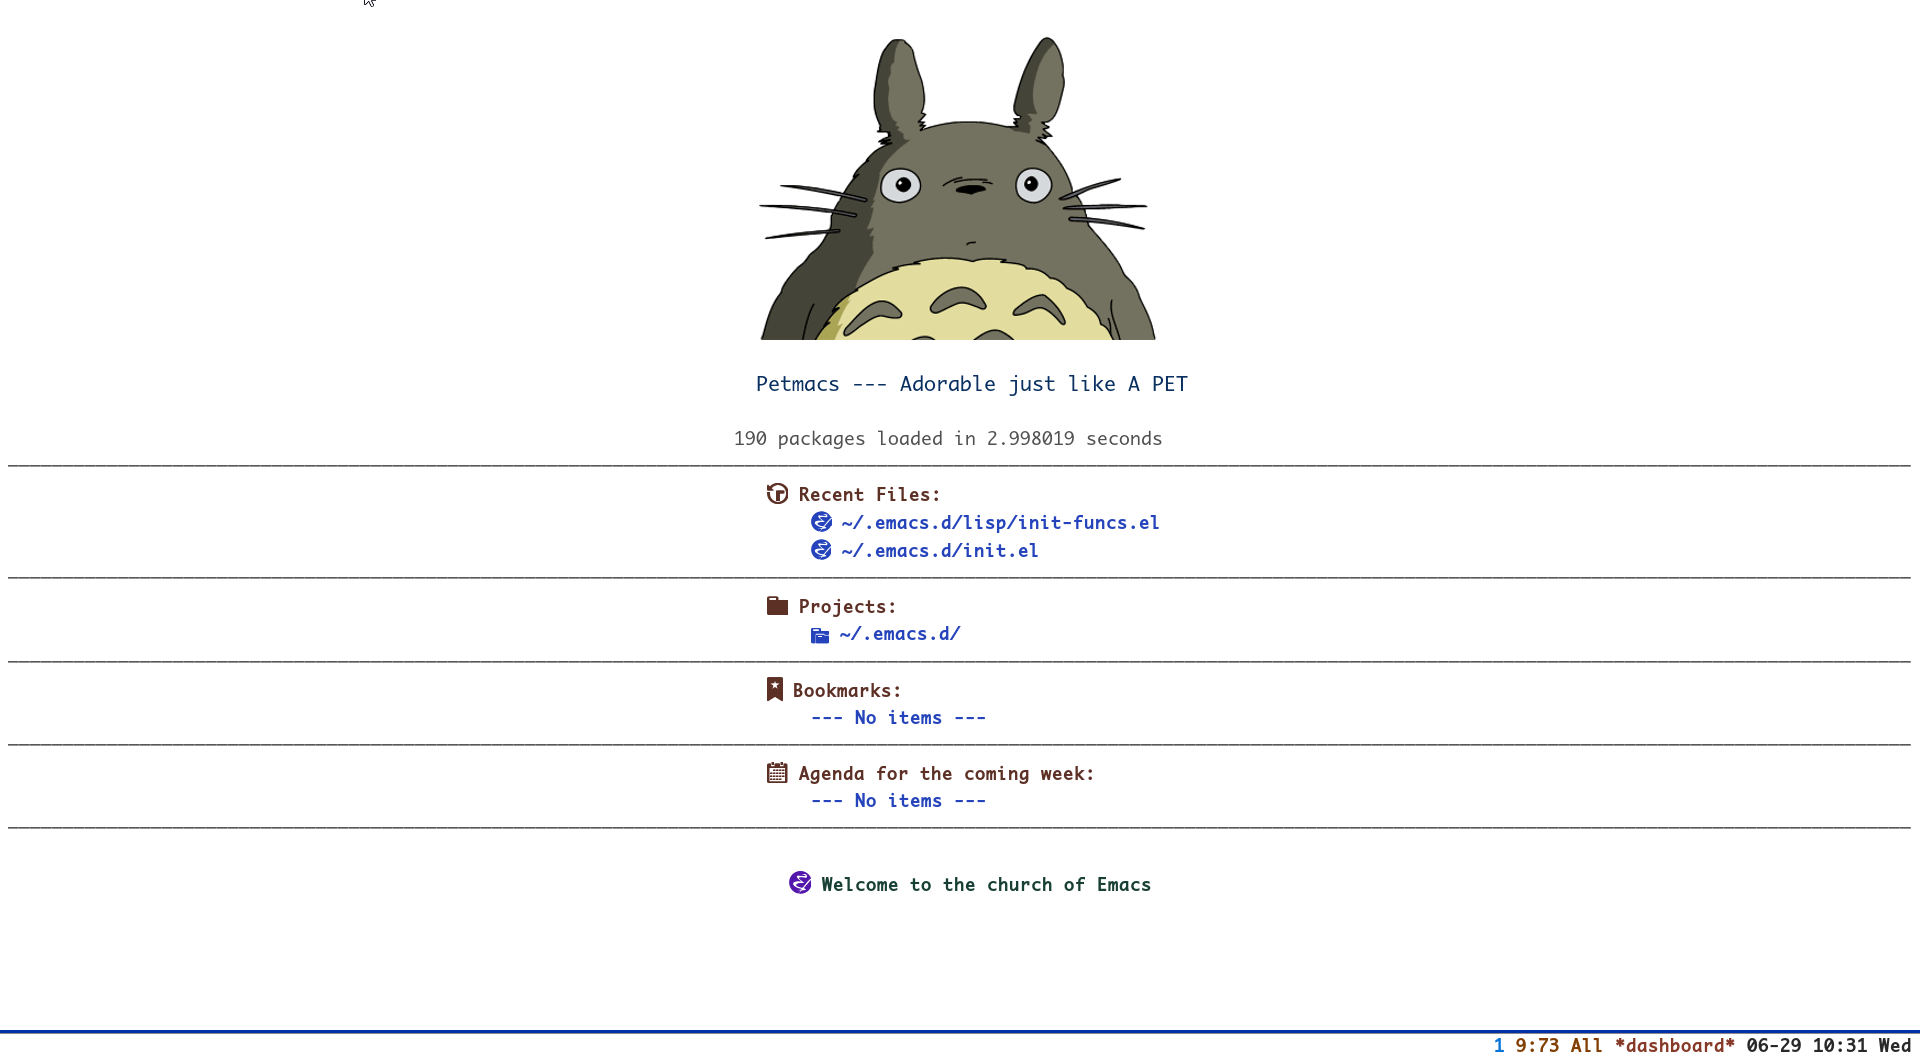 Petmacs --- Adorable just like A PET
190 packages loaded in 2.998019 seconds
Recent Files:
~/.emacs.d/lisp/init-funcs.el
~/.emacs.d/init.el
Projects:
~/.emacs.d/
Bookmarks:
--- No items ---
Agenda for the coming week:
--- No items ---
Welcome to the church of Emacs
1 9:73 All *dashboard* 06-29 10:31 Wed